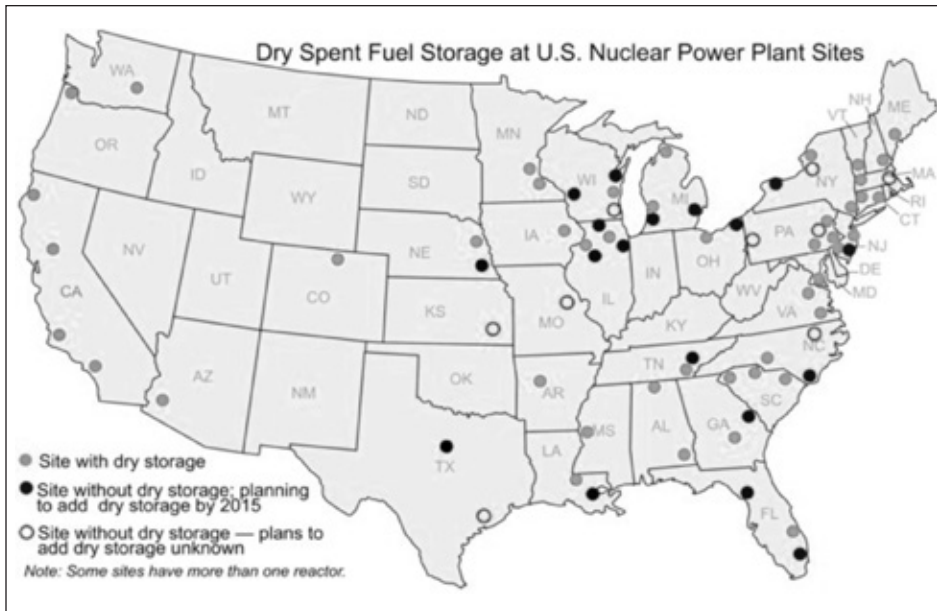 Dry Spent Fuel Storage at U.S. Nuclear Power Plant Sites
WA
MT
ND
MN
VT
NH
ME
OR
ID
SD
WI
MI
NY
MA
RI
CT
WY
NE
IA
PA
NJ
DE
MD
NV
UT
CO
KS
MO
IL
IN
OH
WV
VA
CA
KY
NC
AZ
NM
OK
AR
TN
SC
TX
LA
MS
AL
GA
FL
Site with dry storage
Site without dry storage; planning
to add dry storage by 2015
Site without dry storage — plans to
add dry storage unknown
Note: Some sites have more than one reactor.